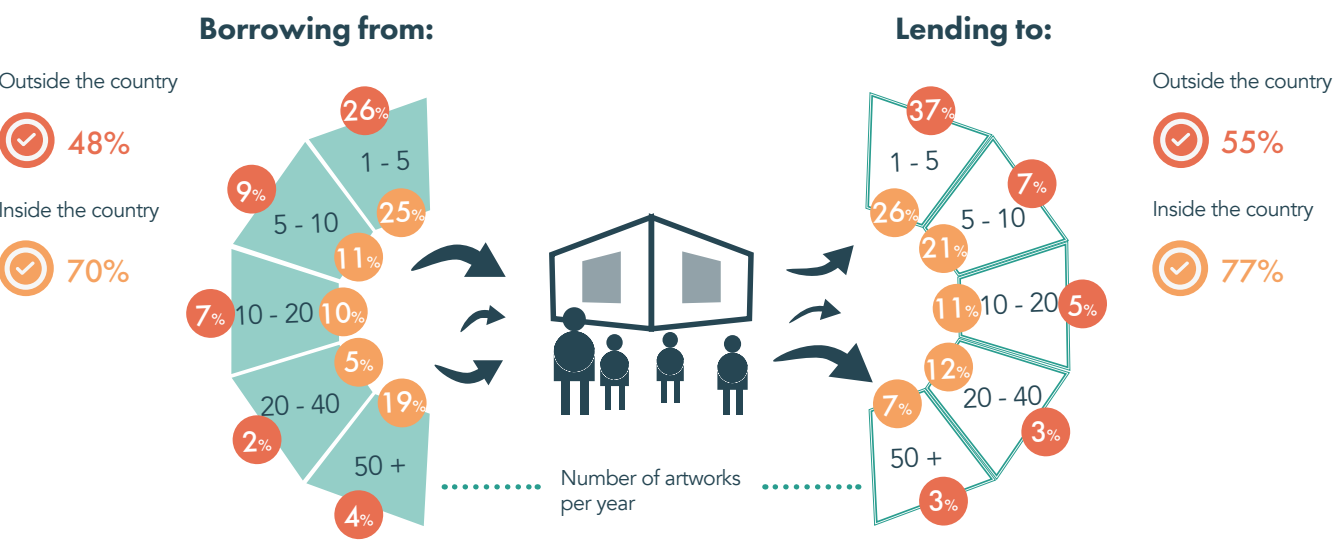 Borrowing from:
Outside the country
48%
Inside the country
70%
26%
1 - 5
25%
9%
5 - 10
11%
7%
10 - 20
10%
5%
20 - 40
2%
19%
50 +
4%
Number of artworks
per year
Lending to:
37%
1 - 5
26%
7%
5 - 10
21%
11%
10 - 20
5%
12%
20 - 40
3%
7%
50 +
3%
Outside the country
55%
Inside the country
77%